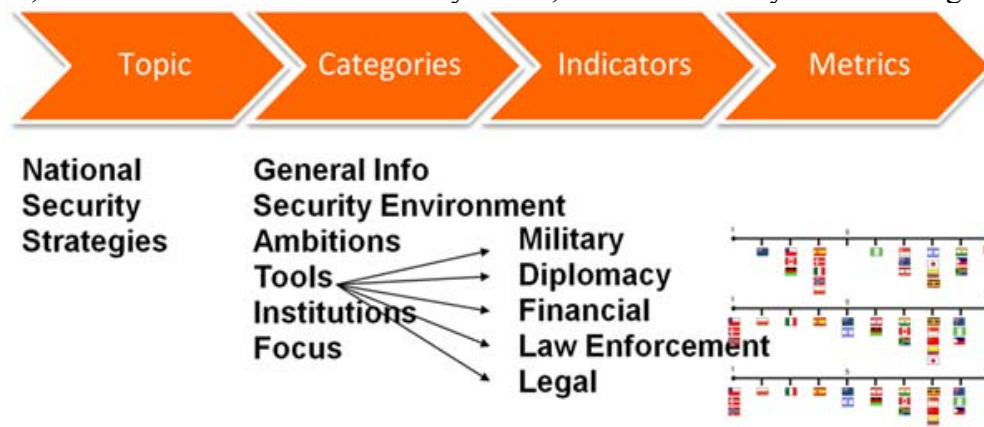 Topic
Categories
Indicators
Metrics
National
Security
Strategies
General Info
Security Environment
Ambitions
Tools
Institutions
Focus
Military
Diplomacy
Financial
Law Enforcement
Legal